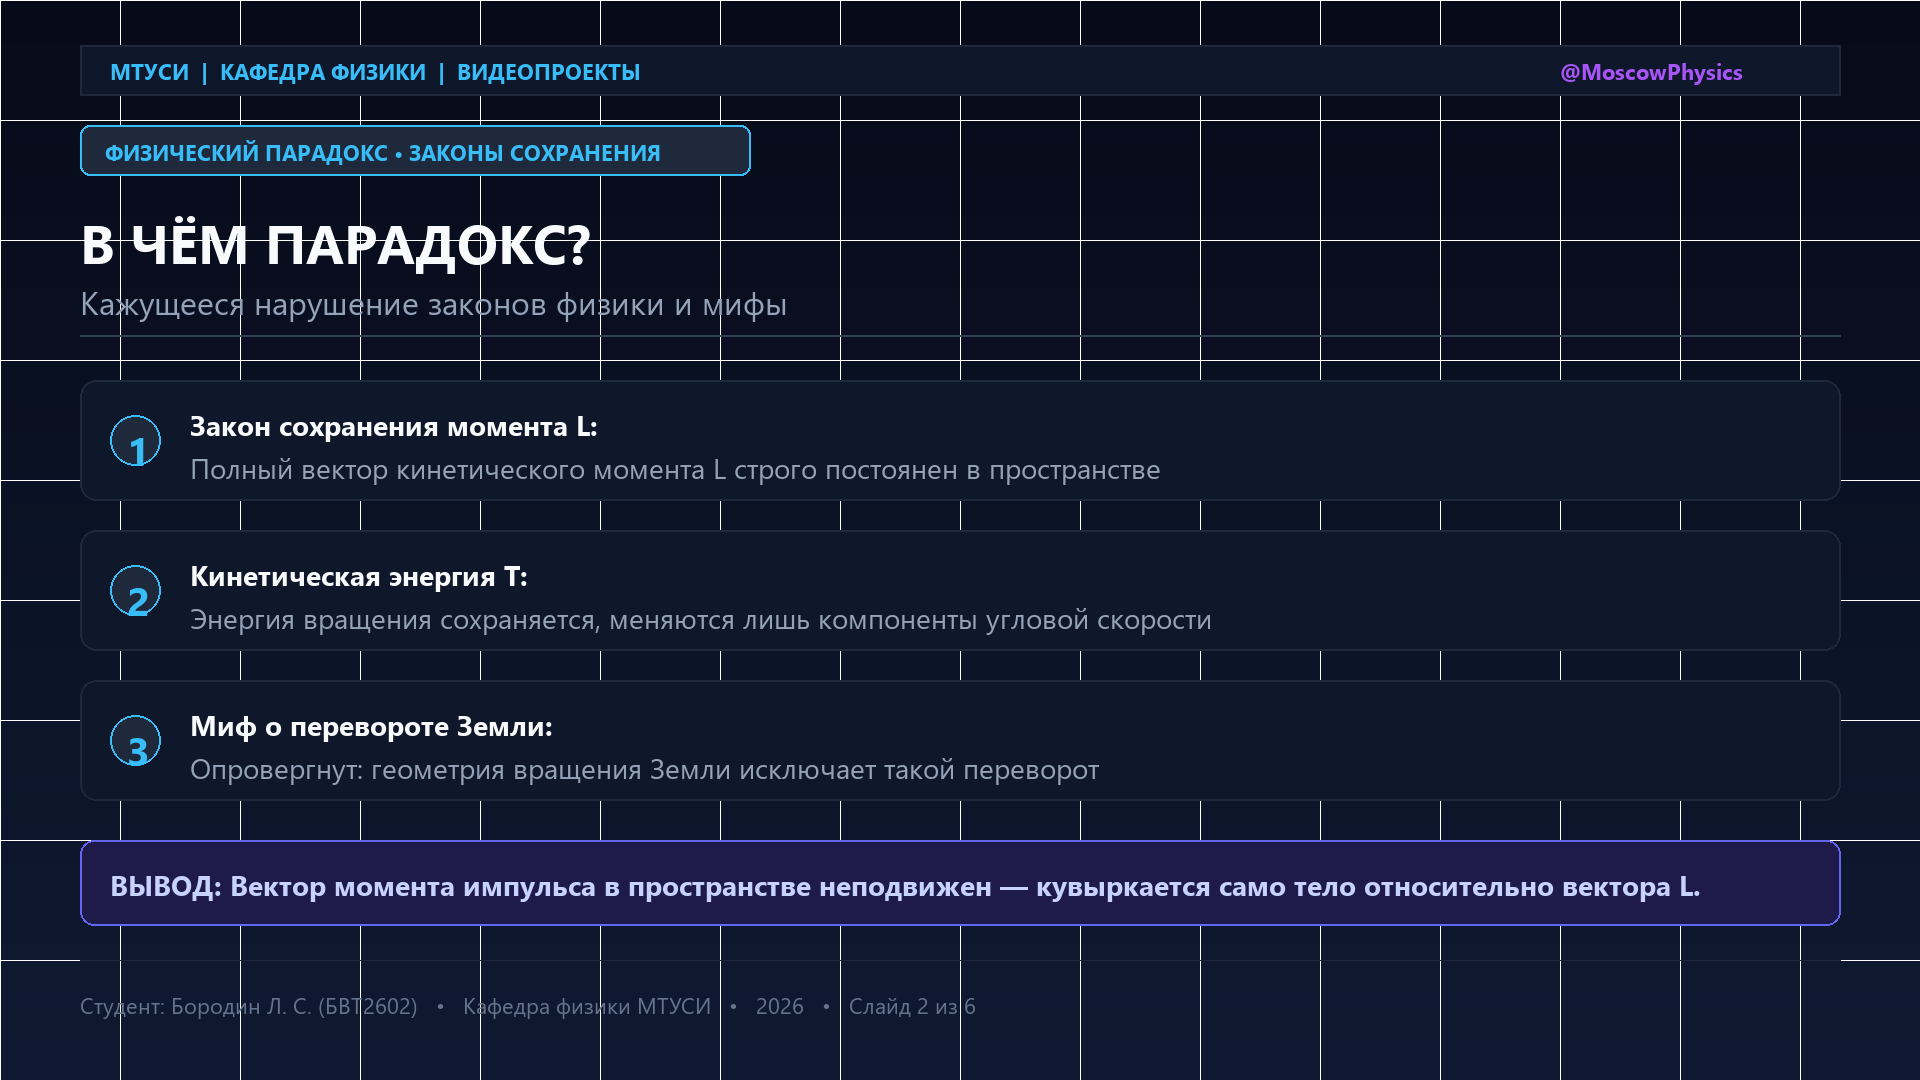 МТУСИ | КАФЕДРА ФИЗИКИ | ВИДЕОПРОЕКТЫ
@MoscowPhysics
ФИЗИЧЕСКИЙ ПАРАДОКС • ЗАКОНЫ СОХРАНЕНИЯ
В ЧЁМ ПАРАДОКС?
Кажущееся нарушение законов физики и мифы
1
Закон сохранения момента L:
Полный вектор кинетического момента L строго постоянен в пространстве
2
Кинетическая энергия T:
Энергия вращения сохраняется, меняются лишь компоненты угловой скорости
3
Миф о перевороте Земли:
Опровергнут: геометрия вращения Земли исключает такой переворот
ВЫВОД: Вектор момента импульса в пространстве неподвижен — кувыркается само тело относительно вектора L.
Студент: Бородин Л. С. (БВТ2602) • Кафедра физики МТУСИ • 2026 • Слайд 2 из 6